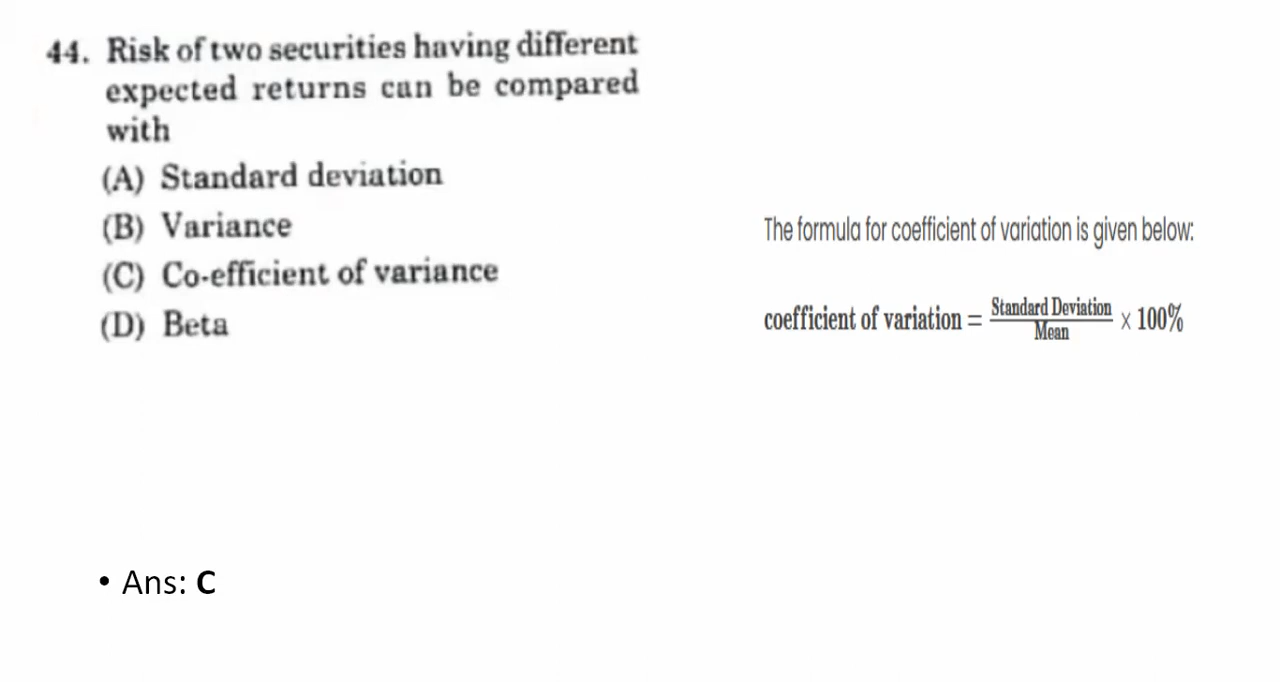 44. Risk of two securities having different
expected returns can be compared
with
(A) Standard deviation
(B) Variance
(C) Co-efficient of variance
(D) Beta
The formula for coefficient of variation is given below:
coefficient of variation = Standard Deviation / Mean × 100%
• Ans: C